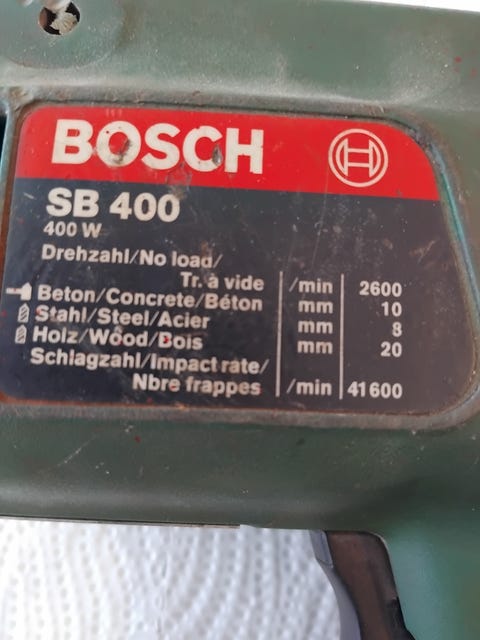 BOSCH
SB 400
400 W
Drehzahl/No load/
Tr. à vide /min 2600
Beton/Concrete/Béton mm 10
Stahl/Steel/Acier mm 8
Holz/Wood/Bois mm 20
Schlagzahl/Impact rate/
Nbre frappes /min 41600